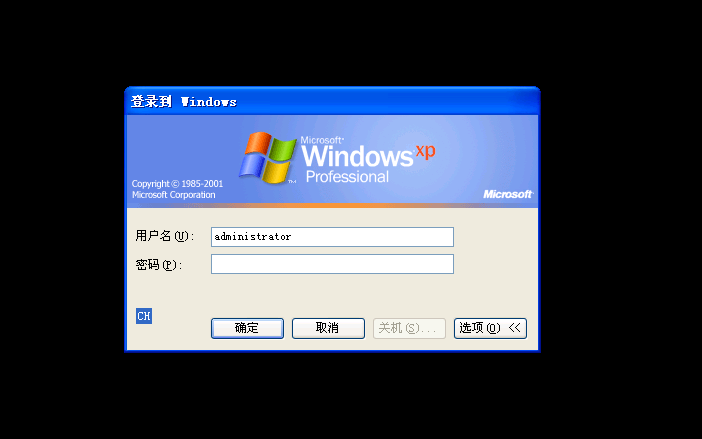 登录到 Windows
Microsoft®
Windows xp
Professional
Copyright © 1985-2001
Microsoft Corporation
Microsoft®
用户名(U):
administrator
密码(P):
CH
确定
取消
关机(S)...
选项(O) <<